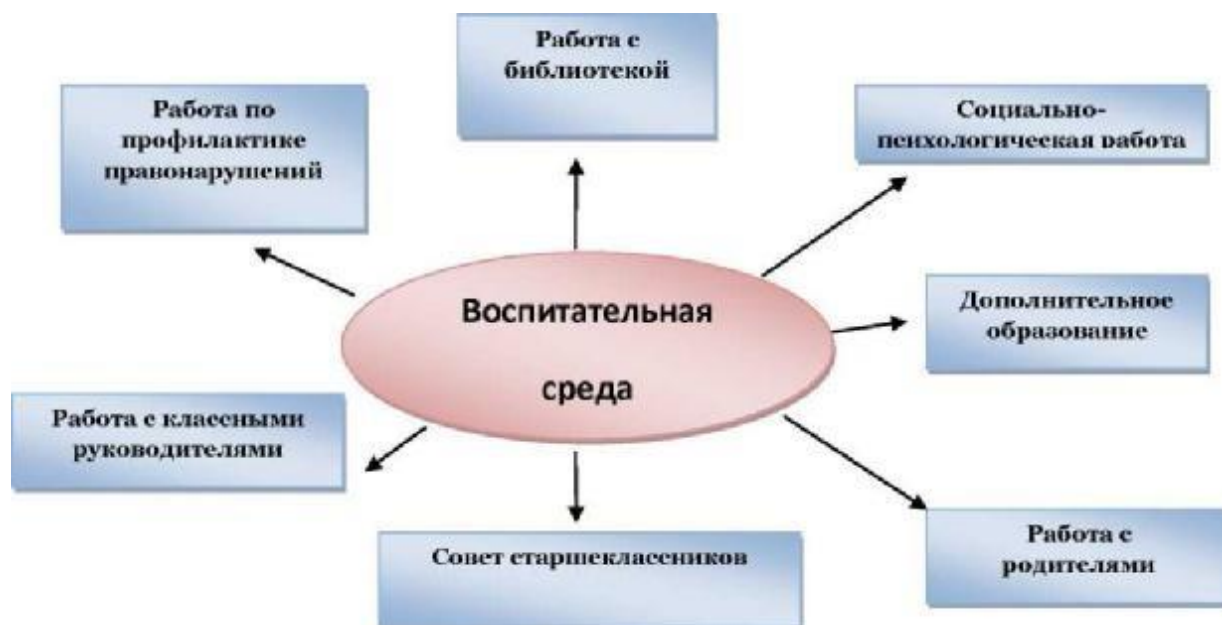 Работа с
библиотекой
Работа по
профилактике
правонарушений
Социально-
психологическая работа
Воспитательная
среда
Дополнительное
образование
Работа с классными
руководителями
Совет старшеклассников
Работа с
родителями